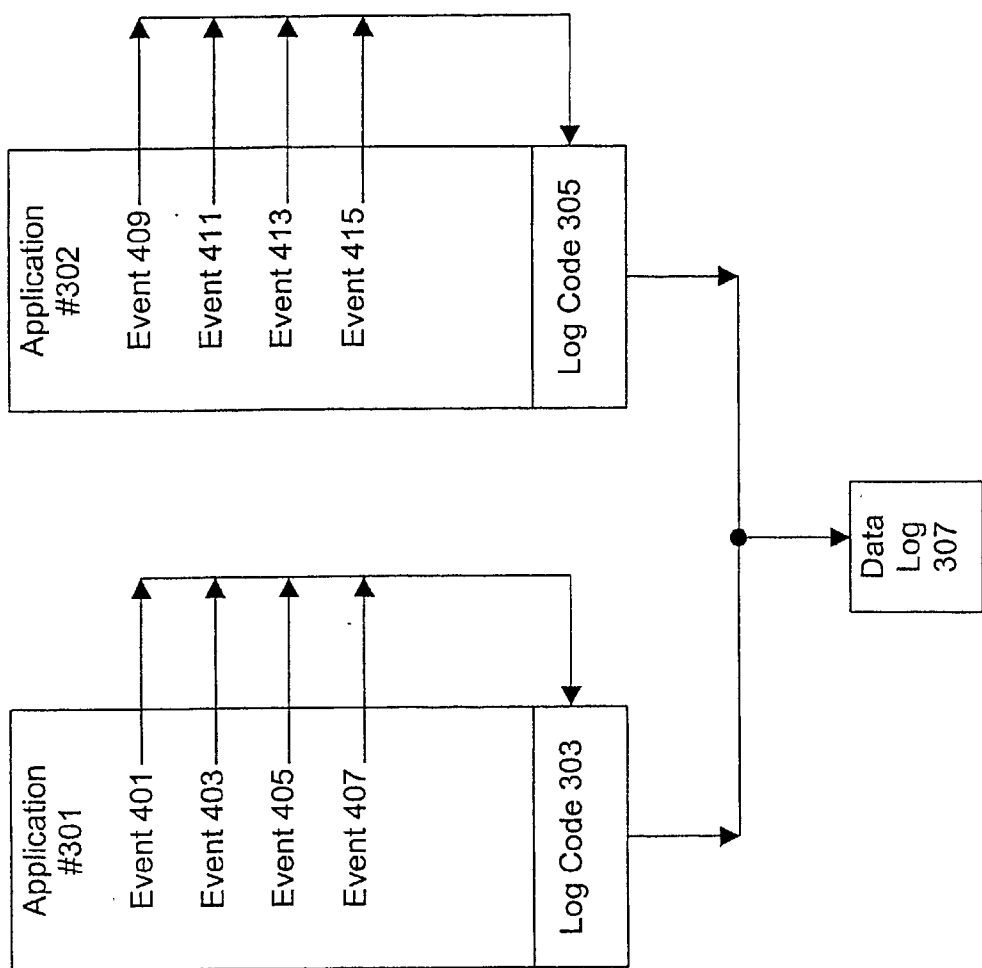 Application
#301
Event 401
Event 403
Event 405
Event 407
Log Code 303
Application
#302
Event 409
Event 411
Event 413
Event 415
Log Code 305
Data
Log
307